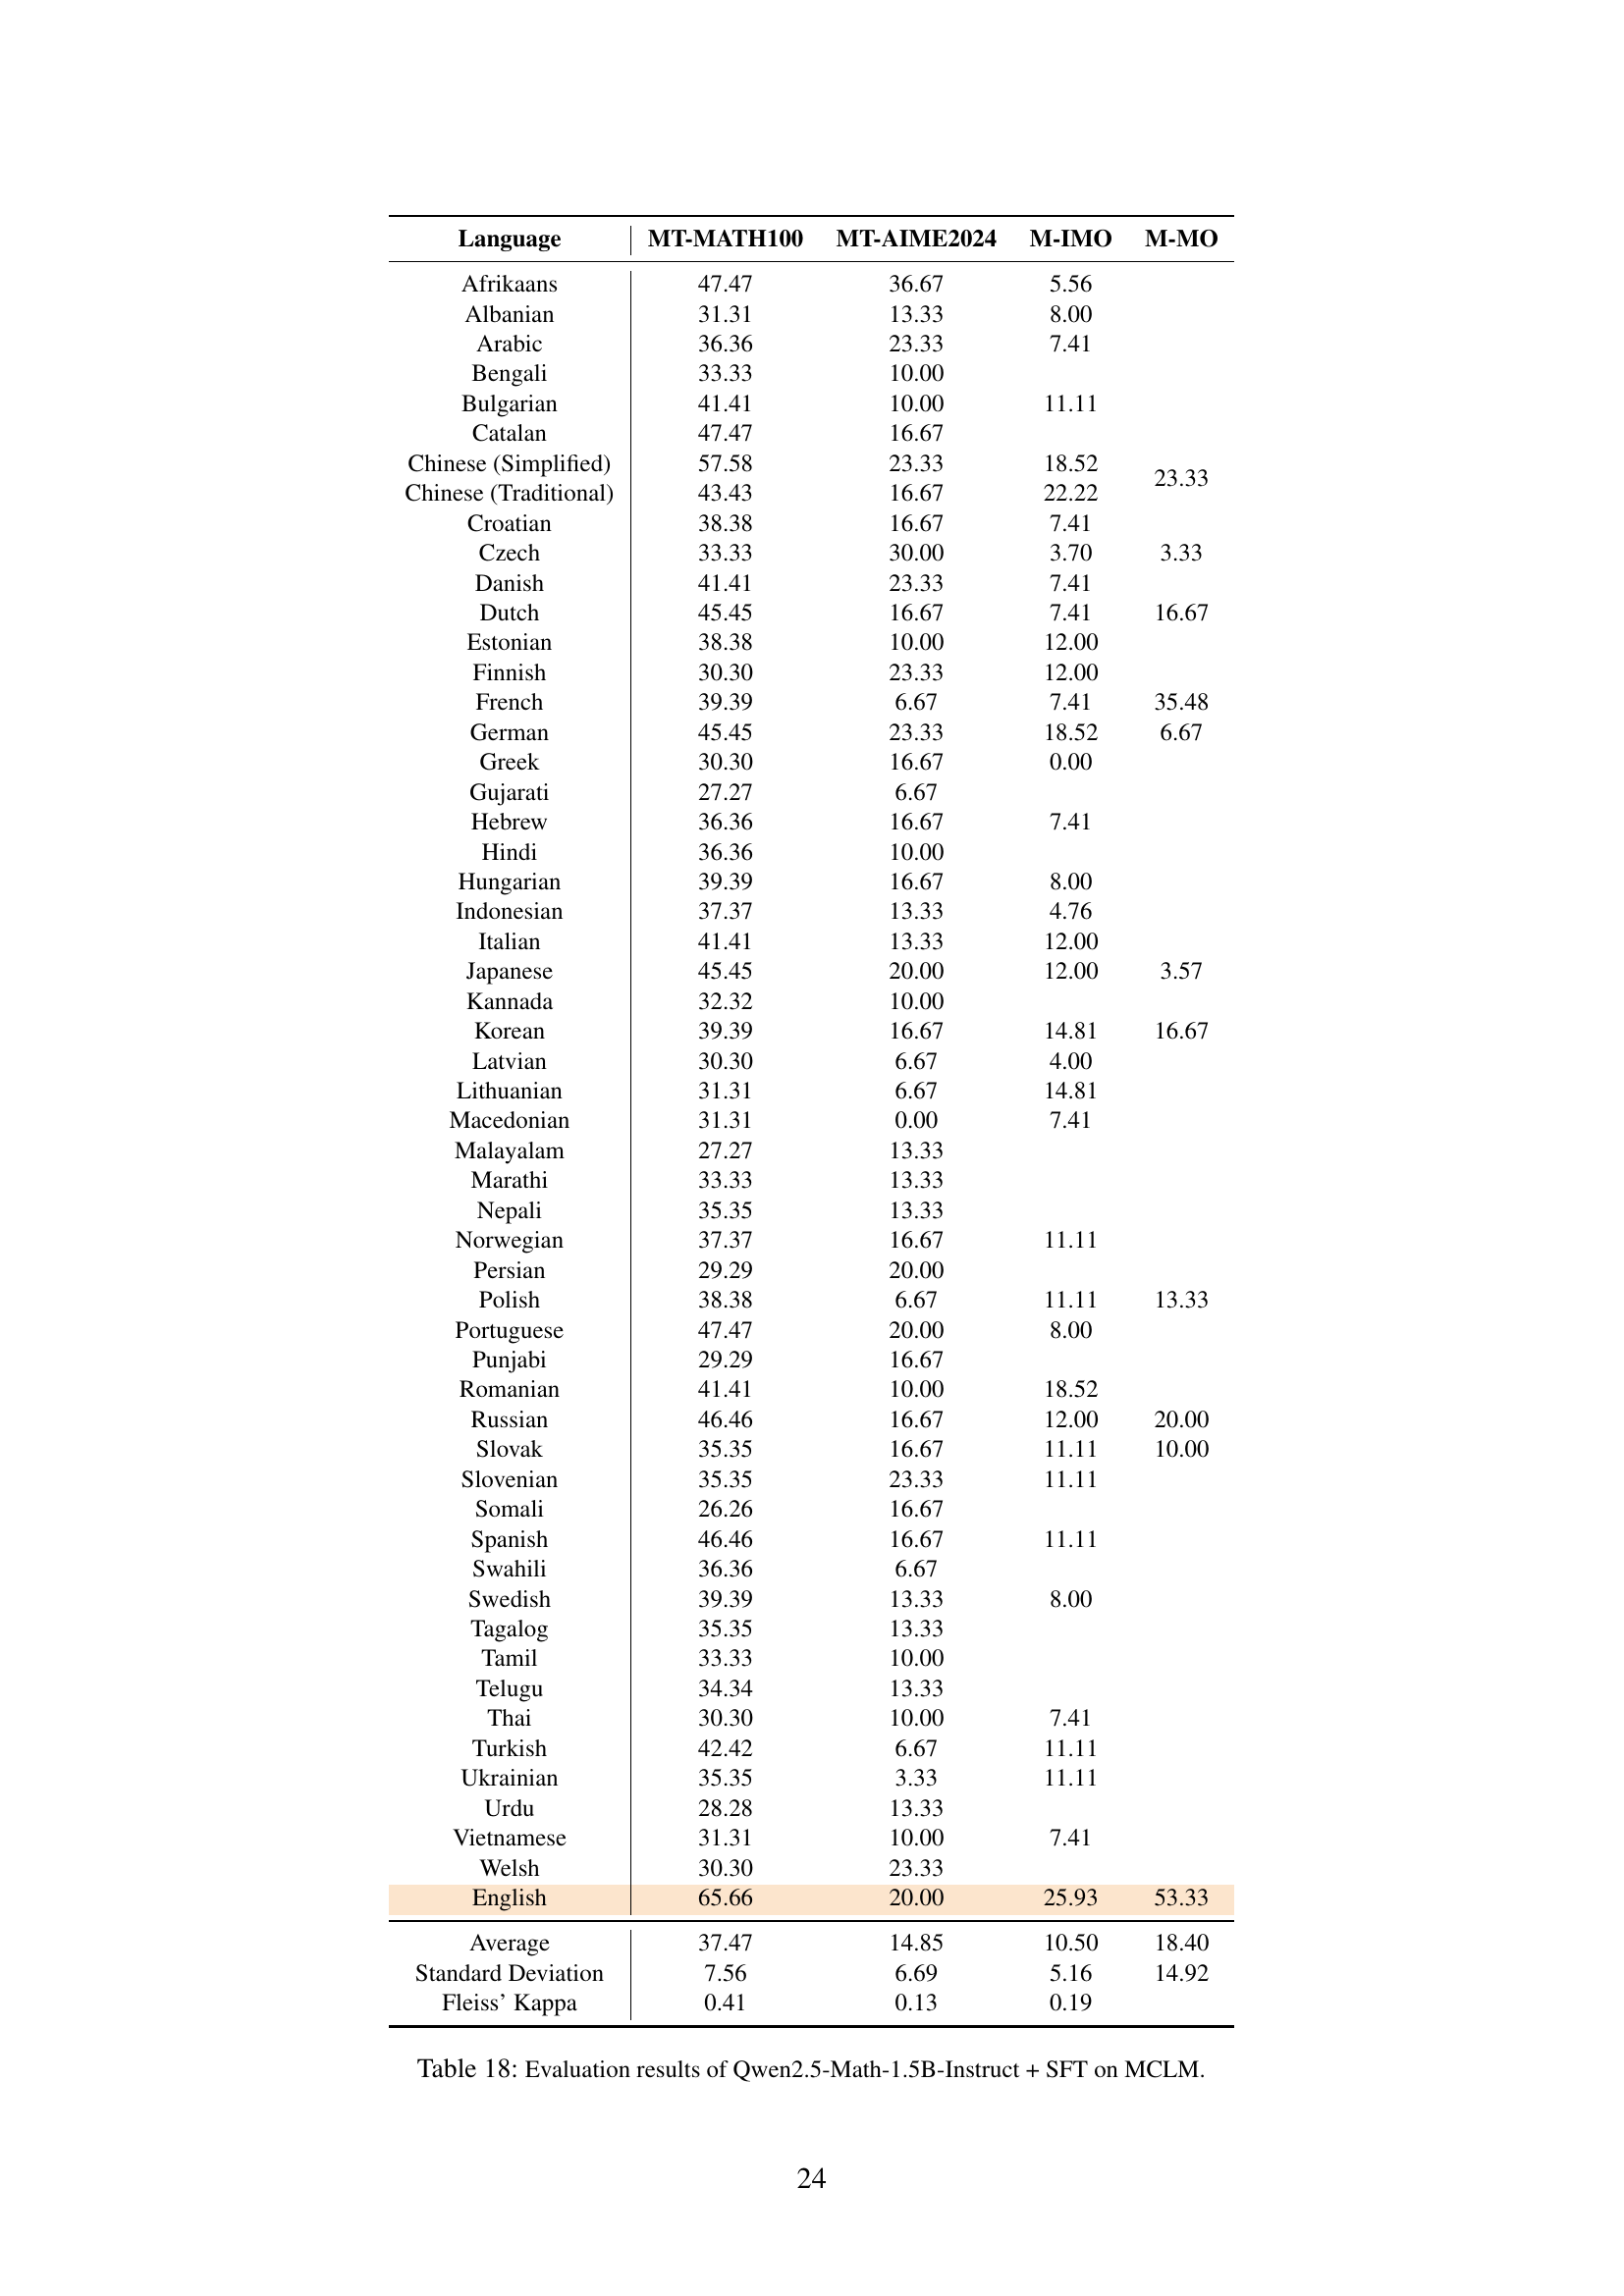 Language MT-MATH100 MT-AIME2024 M-IMO M-MO
Afrikaans 47.47 36.67 5.56
Albanian 31.31 13.33 8.00
Arabic 36.36 23.33 7.41
Bengali 33.33 10.00
Bulgarian 41.41 10.00 11.11
Catalan 47.47 16.67
Chinese (Simplified) 57.58 23.33 18.52
23.33
Chinese (Traditional) 43.43 16.67 22.22
Croatian 38.38 16.67 7.41
Czech 33.33 30.00 3.70 3.33
Danish 41.41 23.33 7.41
Dutch 45.45 16.67 7.41 16.67
Estonian 38.38 10.00 12.00
Finnish 30.30 23.33 12.00
French 39.39 6.67 7.41 35.48
German 45.45 23.33 18.52 6.67
Greek 30.30 16.67 0.00
Gujarati 27.27 6.67
Hebrew 36.36 16.67 7.41
Hindi 36.36 10.00
Hungarian 39.39 16.67 8.00
Indonesian 37.37 13.33 4.76
Italian 41.41 13.33 12.00
Japanese 45.45 20.00 12.00 3.57
Kannada 32.32 10.00
Korean 39.39 16.67 14.81 16.67
Latvian 30.30 6.67 4.00
Lithuanian 31.31 6.67 14.81
Macedonian 31.31 0.00 7.41
Malayalam 27.27 13.33
Marathi 33.33 13.33
Nepali 35.35 13.33
Norwegian 37.37 16.67 11.11
Persian 29.29 20.00
Polish 38.38 6.67 11.11 13.33
Portuguese 47.47 20.00 8.00
Punjabi 29.29 16.67
Romanian 41.41 10.00 18.52
Russian 46.46 16.67 12.00 20.00
Slovak 35.35 16.67 11.11 10.00
Slovenian 35.35 23.33 11.11
Somali 26.26 16.67
Spanish 46.46 16.67 11.11
Swahili 36.36 6.67
Swedish 39.39 13.33 8.00
Tagalog 35.35 13.33
Tamil 33.33 10.00
Telugu 34.34 13.33
Thai 30.30 10.00 7.41
Turkish 42.42 6.67 11.11
Ukrainian 35.35 3.33 11.11
Urdu 28.28 13.33
Vietnamese 31.31 10.00 7.41
Welsh 30.30 23.33
English 65.66 20.00 25.93 53.33
Average 37.47 14.85 10.50 18.40
Standard Deviation 7.56 6.69 5.16 14.92
Fleiss’ Kappa 0.41 0.13 0.19
Table 18: Evaluation results of Qwen2.5-Math-1.5B-Instruct + SFT on MCLM.
24